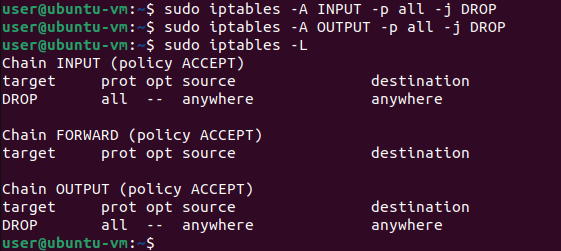 user@ubuntu-vm:~$ sudo iptables -A INPUT -p all -j DROP
user@ubuntu-vm:~$ sudo iptables -A OUTPUT -p all -j DROP
user@ubuntu-vm:~$ sudo iptables -L
Chain INPUT (policy ACCEPT)
target     prot opt source               destination
DROP       all  --  anywhere             anywhere

Chain FORWARD (policy ACCEPT)
target     prot opt source               destination

Chain OUTPUT (policy ACCEPT)
target     prot opt source               destination
DROP       all  --  anywhere             anywhere
user@ubuntu-vm:~$